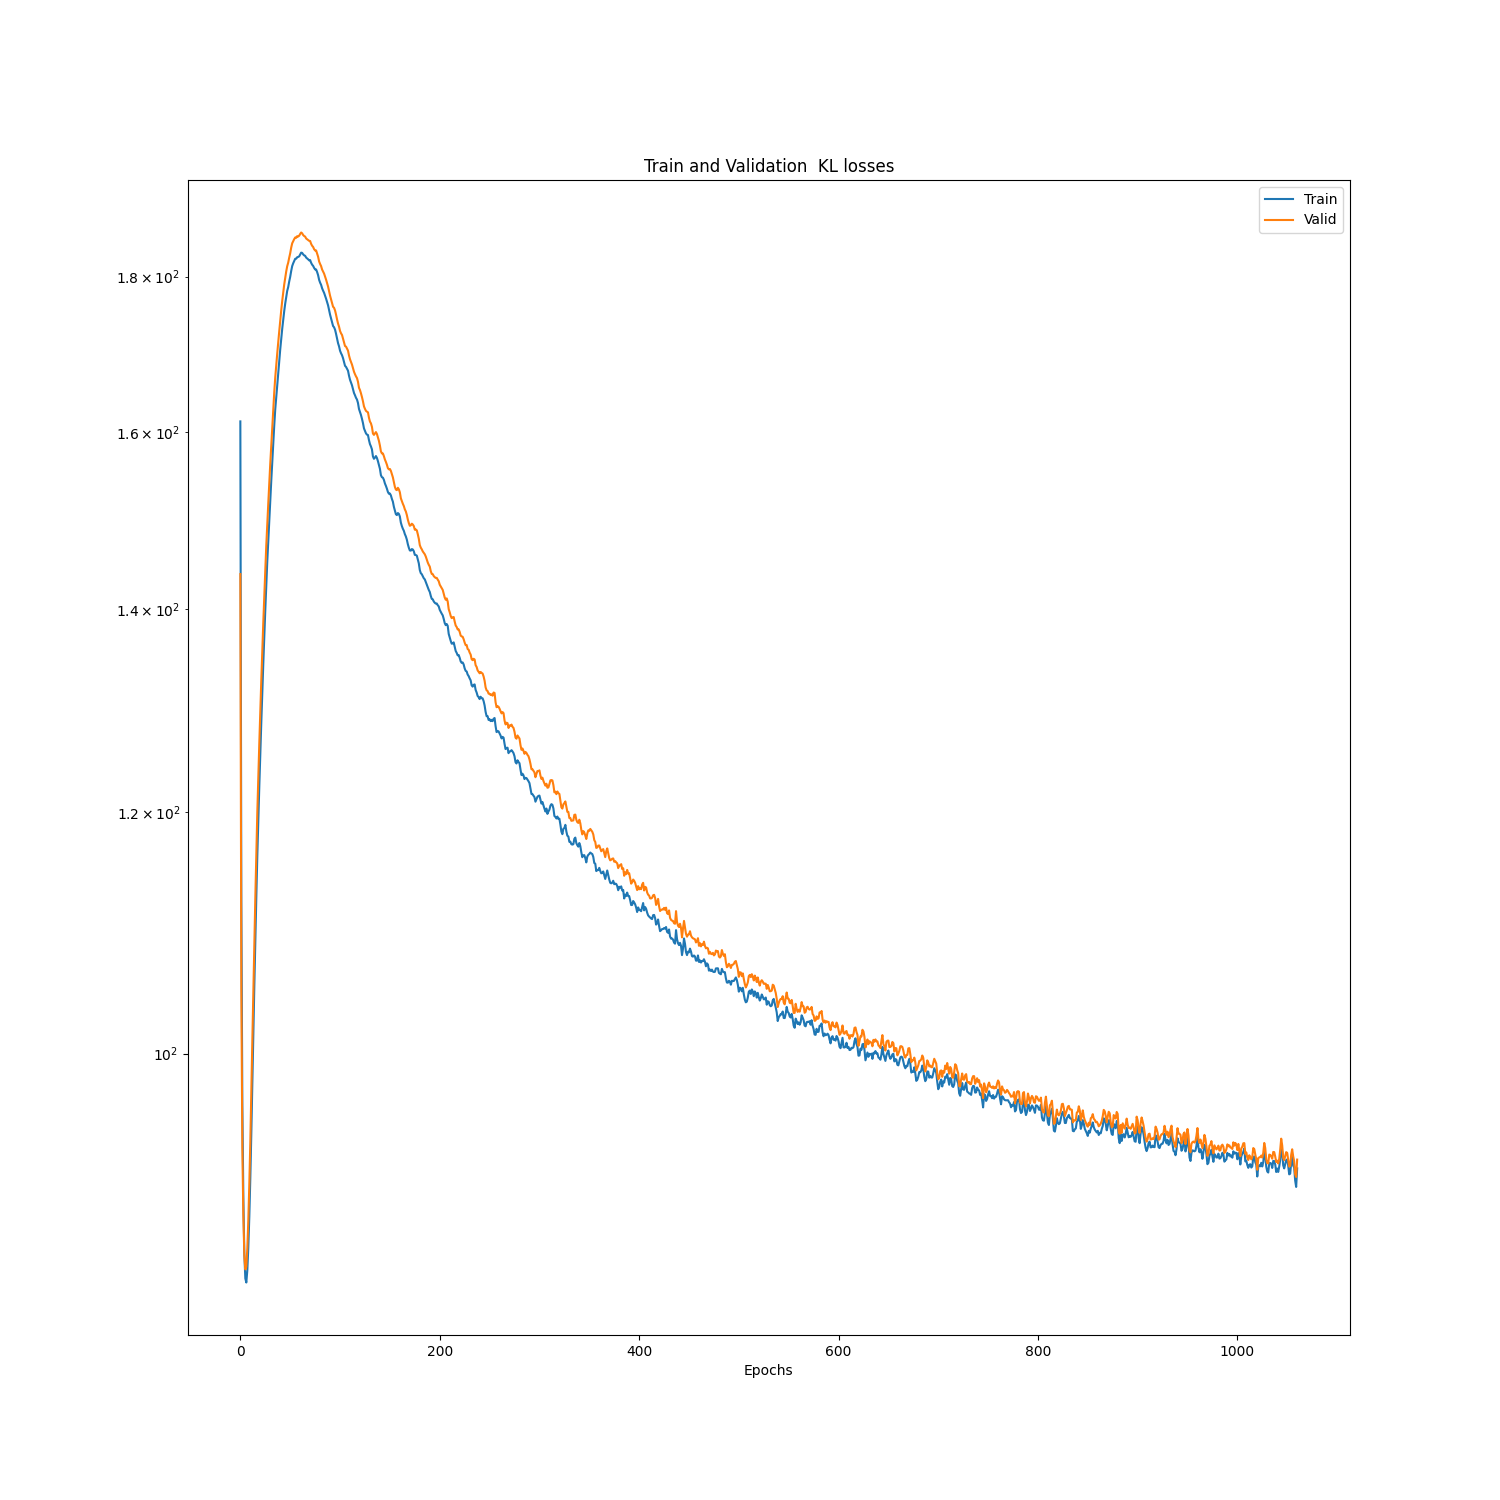 Train and Validation  KL losses
Train
Valid
1.8 × 10²
1.6 × 10²
1.4 × 10²
1.2 × 10²
10²
0 200 400 600 800 1000
Epochs